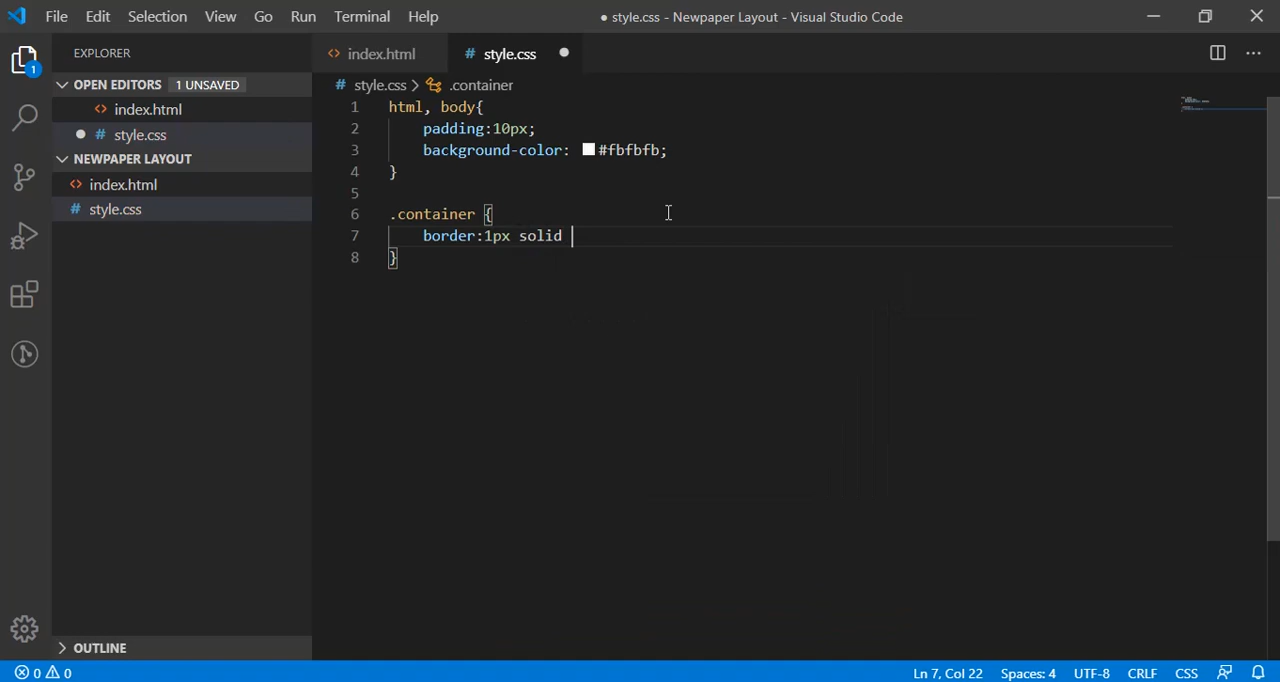 File Edit Selection View Go Run Terminal Help ● style.css - Newpaper Layout - Visual Studio Code
EXPLORER
OPEN EDITORS 1 UNSAVED
<> index.html
● # style.css
NEWPAPER LAYOUT
<> index.html
# style.css
OUTLINE
1
<> index.html # style.css ●
# style.css > .container
1 html, body{
2 padding:10px;
3 background-color: #fbfbfb;
4 }
5
6 .container {
7 border:1px solid
8 }
0 0 Ln 7, Col 22 Spaces: 4 UTF-8 CRLF CSS